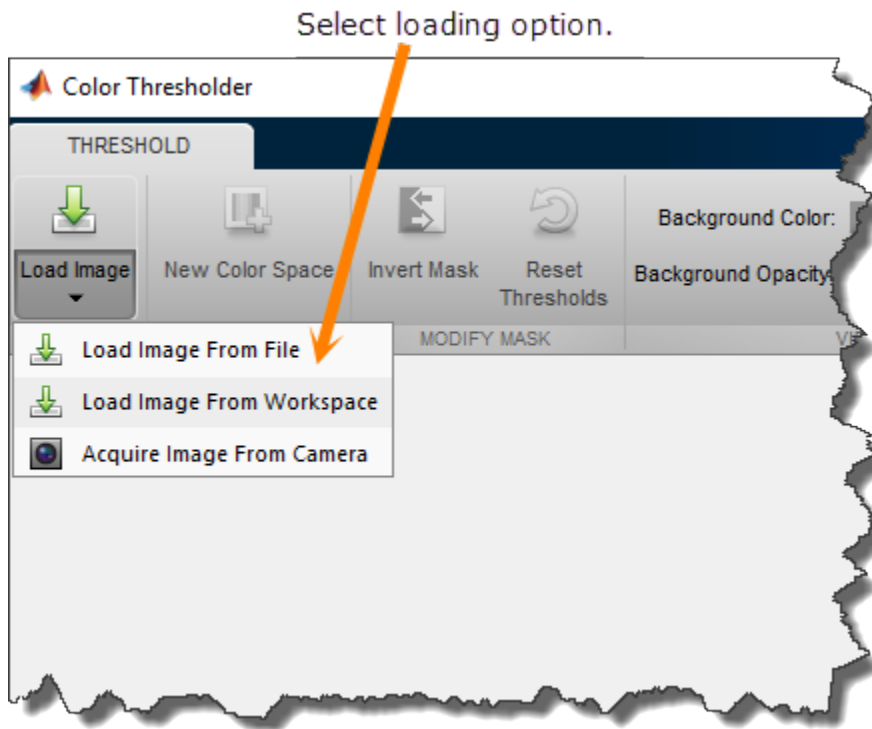 Select loading option.
Color Thresholder
THRESHOLD
Load Image
New Color Space
Invert Mask
Reset
Thresholds
Background Color:
Background Opacity
MODIFY MASK
Load Image From File
Load Image From Workspace
Acquire Image From Camera